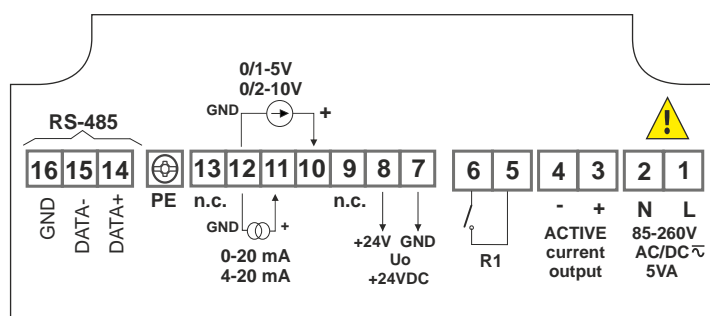 0/1-5V
0/2-10V
GND +
RS-485
16 15 14 13 12 11 10 9 8 7 6 5 4 3 2 1
GND
DATA-
DATA+
PE
n.c.
GND +
0-20 mA
4-20 mA
n.c.
+24V GND
Uo
+24VDC
R1
- +
ACTIVE
current
output
N L
85-260V
AC/DC
5VA
!